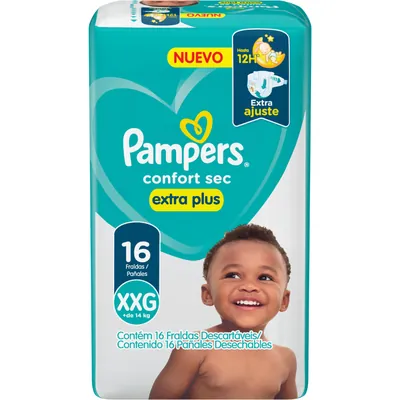 16
NUEVO
Hasta
12H
Extra
ajuste
Pampers®
confort sec
extra plus
16
Fraldas /
Pañales
XXG
+de 14 kg
Contém 16 Fraldas Descartáveis/
Contenido 16 Pañales Desechables